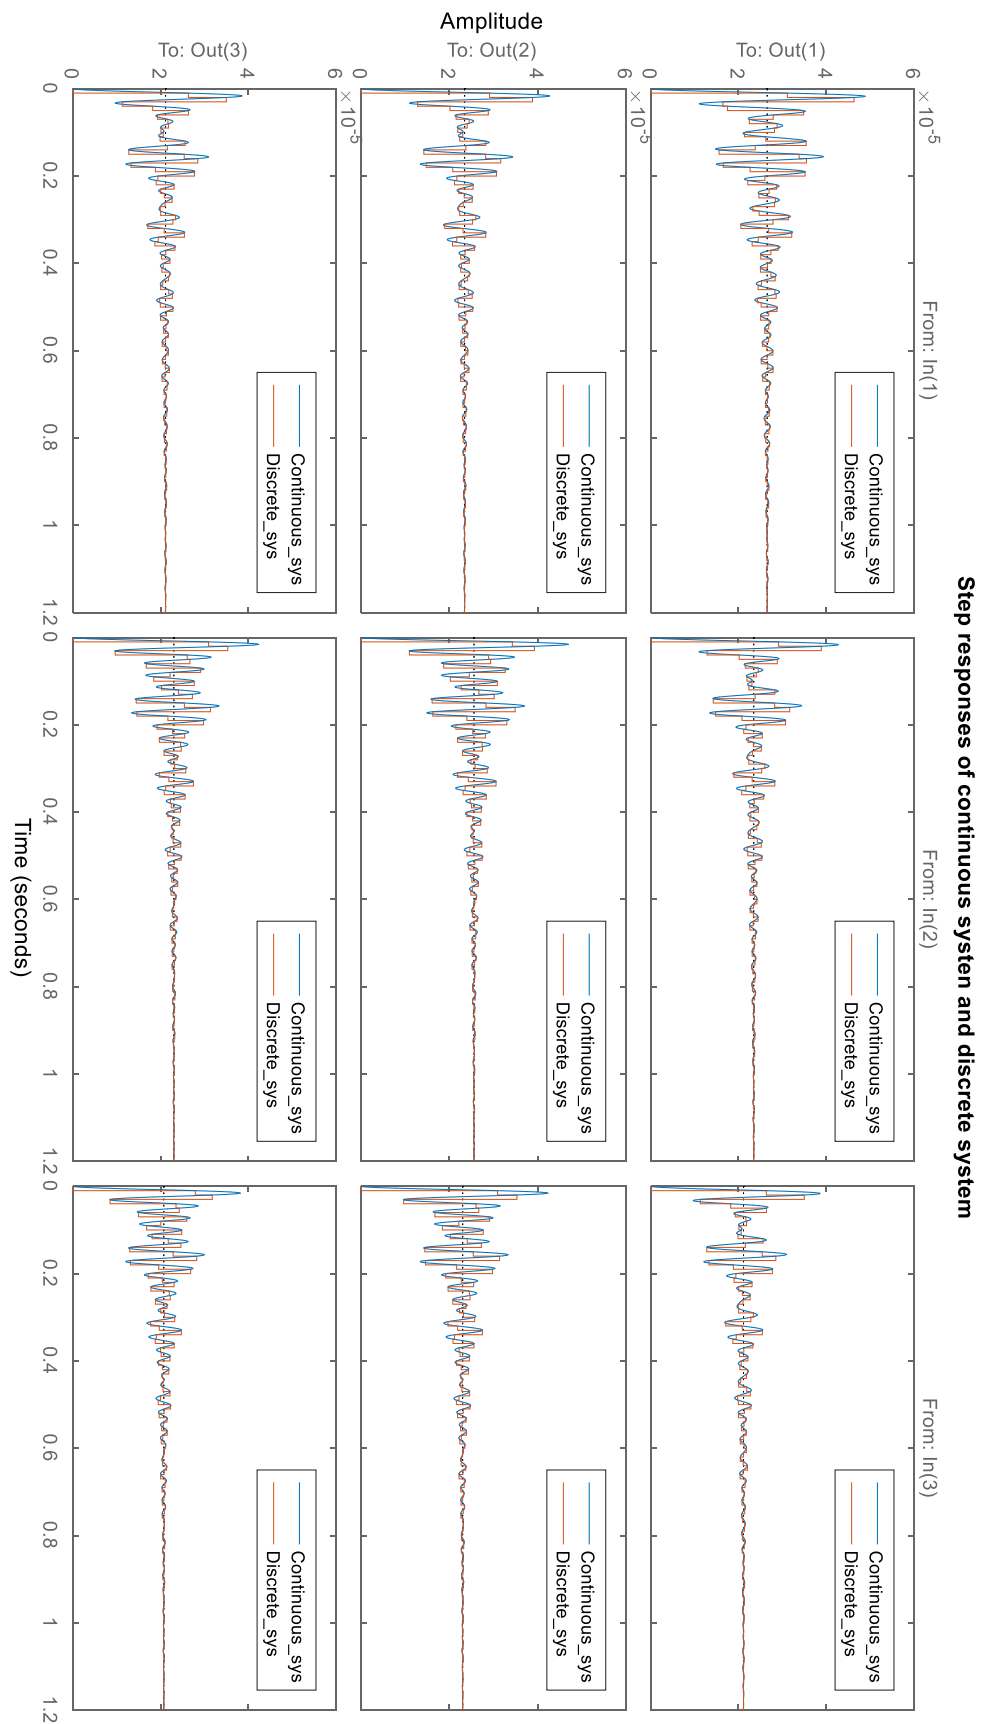 Step responses of continuous systen and discrete system
From: In(1)
From: In(2)
From: In(3)
×10⁻⁵
To: Out(1)
6
4
2
0
Continuous_sys
Discrete_sys
Continuous_sys
Discrete_sys
Continuous_sys
Discrete_sys
×10⁻⁵
To: Out(2)
6
4
2
0
Continuous_sys
Discrete_sys
Continuous_sys
Discrete_sys
Continuous_sys
Discrete_sys
×10⁻⁵
Amplitude
To: Out(3)
6
4
2
0
Continuous_sys
Discrete_sys
Continuous_sys
Discrete_sys
Continuous_sys
Discrete_sys
0 0.2 0.4 0.6 0.8 1 1.2 0 0.2 0.4 0.6 0.8 1 1.2 0 0.2 0.4 0.6 0.8 1 1.2
Time (seconds)